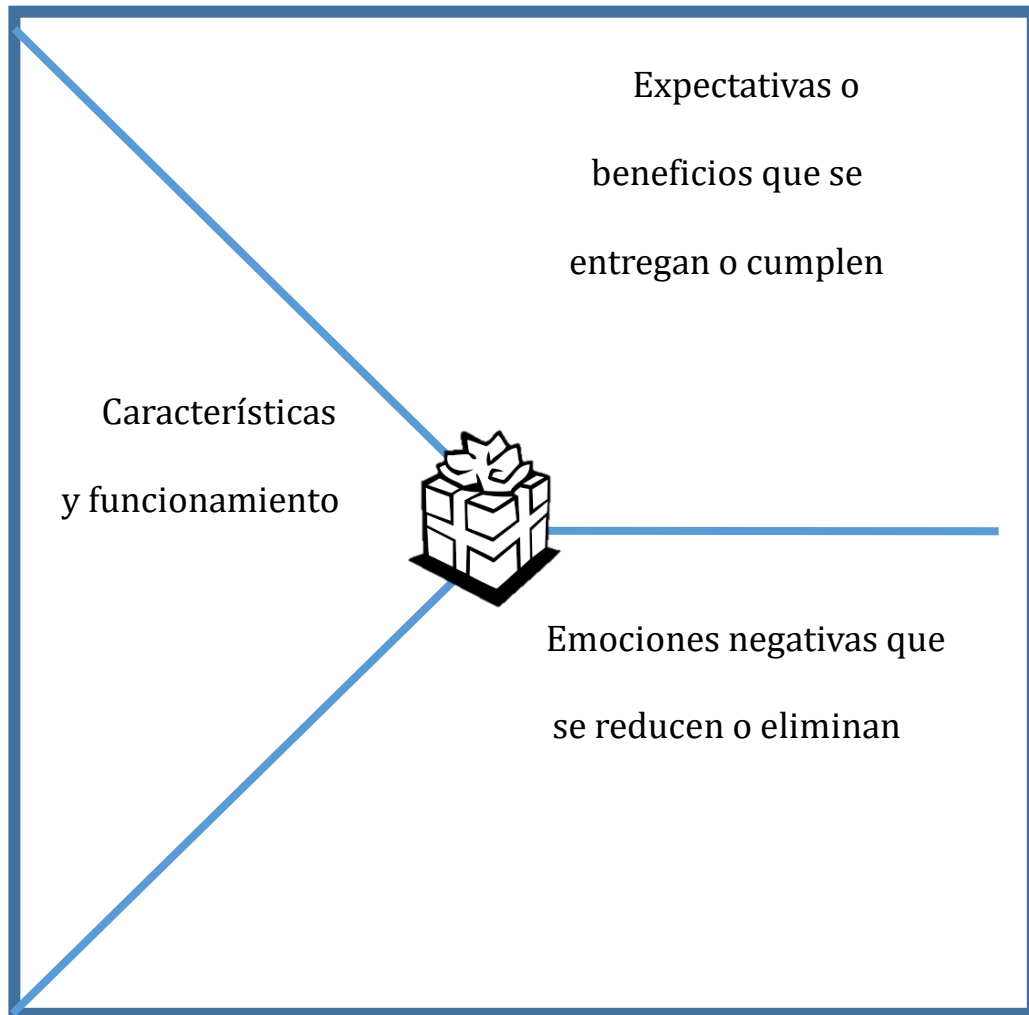 Expectativas o
beneficios que se
entregan o cumplen
Características
y funcionamiento
Emociones negativas que
se reducen o eliminan